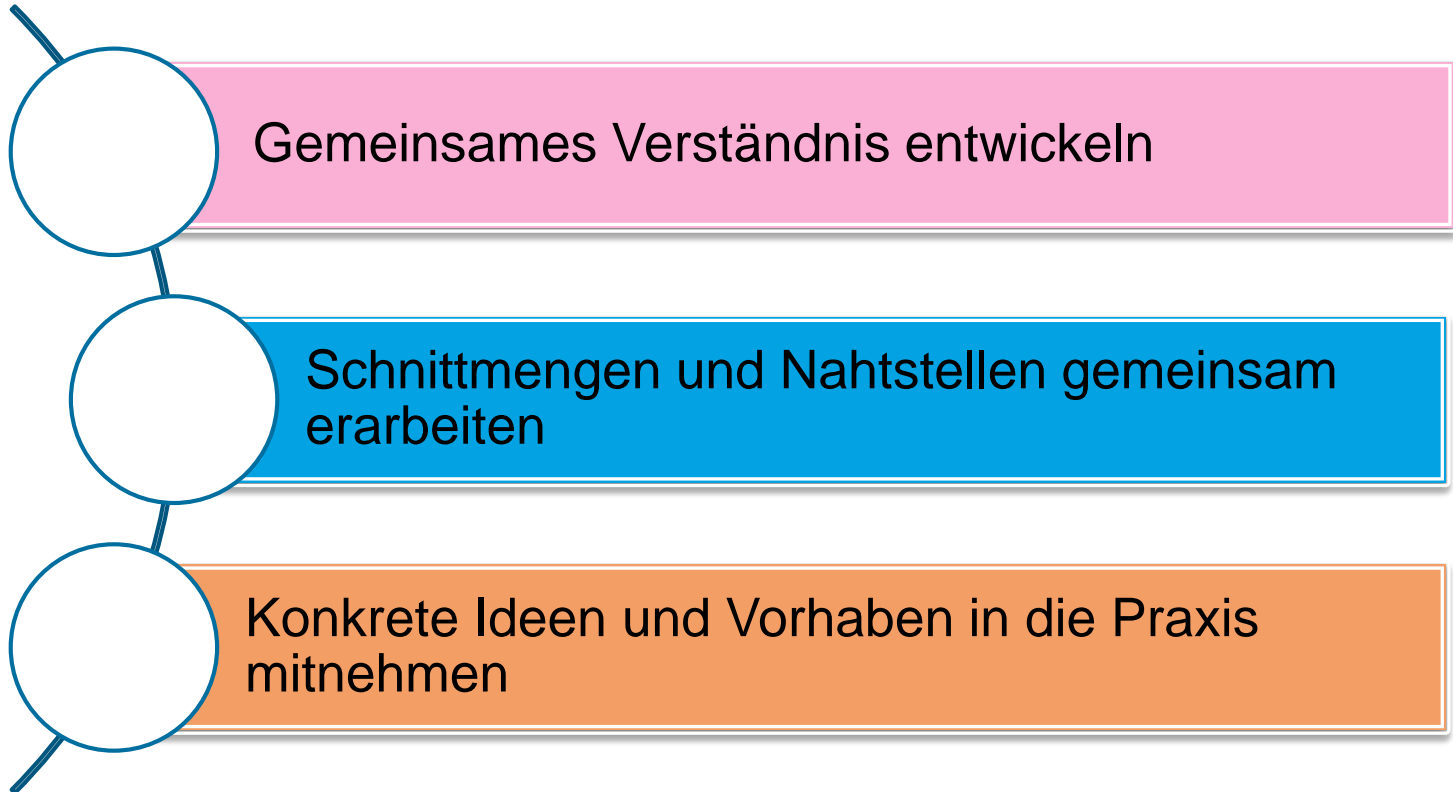 Gemeinsames Verständnis entwickeln
Schnittmengen und Nahtstellen gemeinsam
erarbeiten
Konkrete Ideen und Vorhaben in die Praxis
mitnehmen